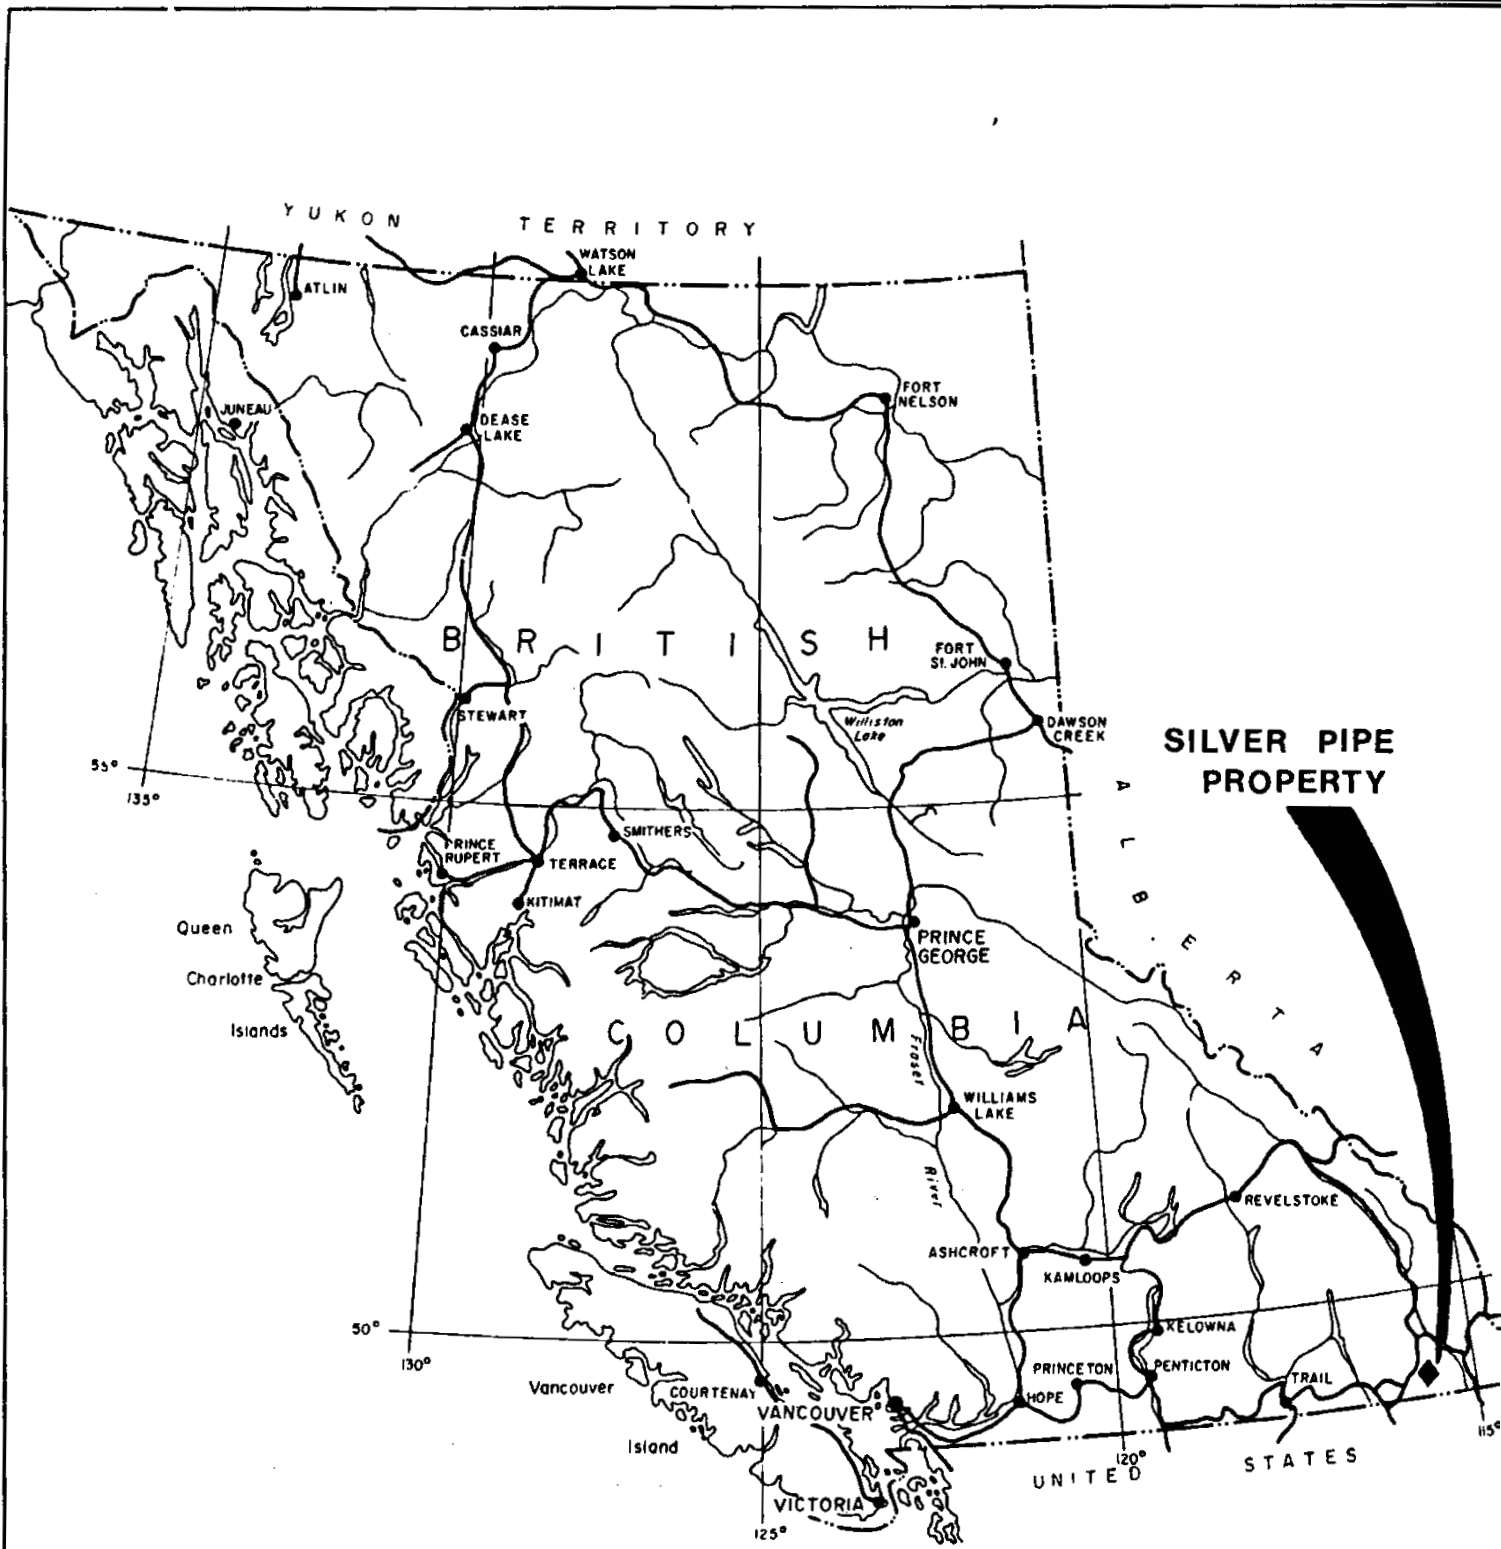 YUKON TERRITORY
WATSON
LAKE
ATLIN
CASSIAR
FORT
NELSON
JUNEAU
DEASE
LAKE
BRITISH
FORT
St. JOHN
STEWART
Williston
Lake
DAWSON
CREEK
SILVER PIPE
PROPERTY
55°
135°
ALBERTA
SMITHERS
PRINCE
RUPERT
TERRACE
KITIMAT
Queen
Charlotte
Islands
PRINCE
GEORGE
COLUMBIA
Fraser
River
WILLIAMS
LAKE
REVELSTOKE
ASHCROFT
KAMLOOPS
50°
130°
KELOWNA
PRINCETON
PENTICTON
TRAIL
Vancouver
Island
COURTENAY
VANCOUVER
HOPE
115°
120°
UNITED STATES
VICTORIA
125°